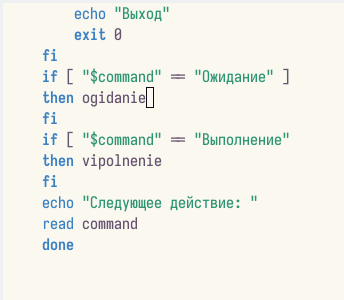 echo "Выход"
exit 0
fi
if [ "$command" == "Ожидание" ]
then ogidanie
fi
if [ "$command" == "Выполнение"
then vipolnenie
fi
echo "Следующее действие: "
read command
done